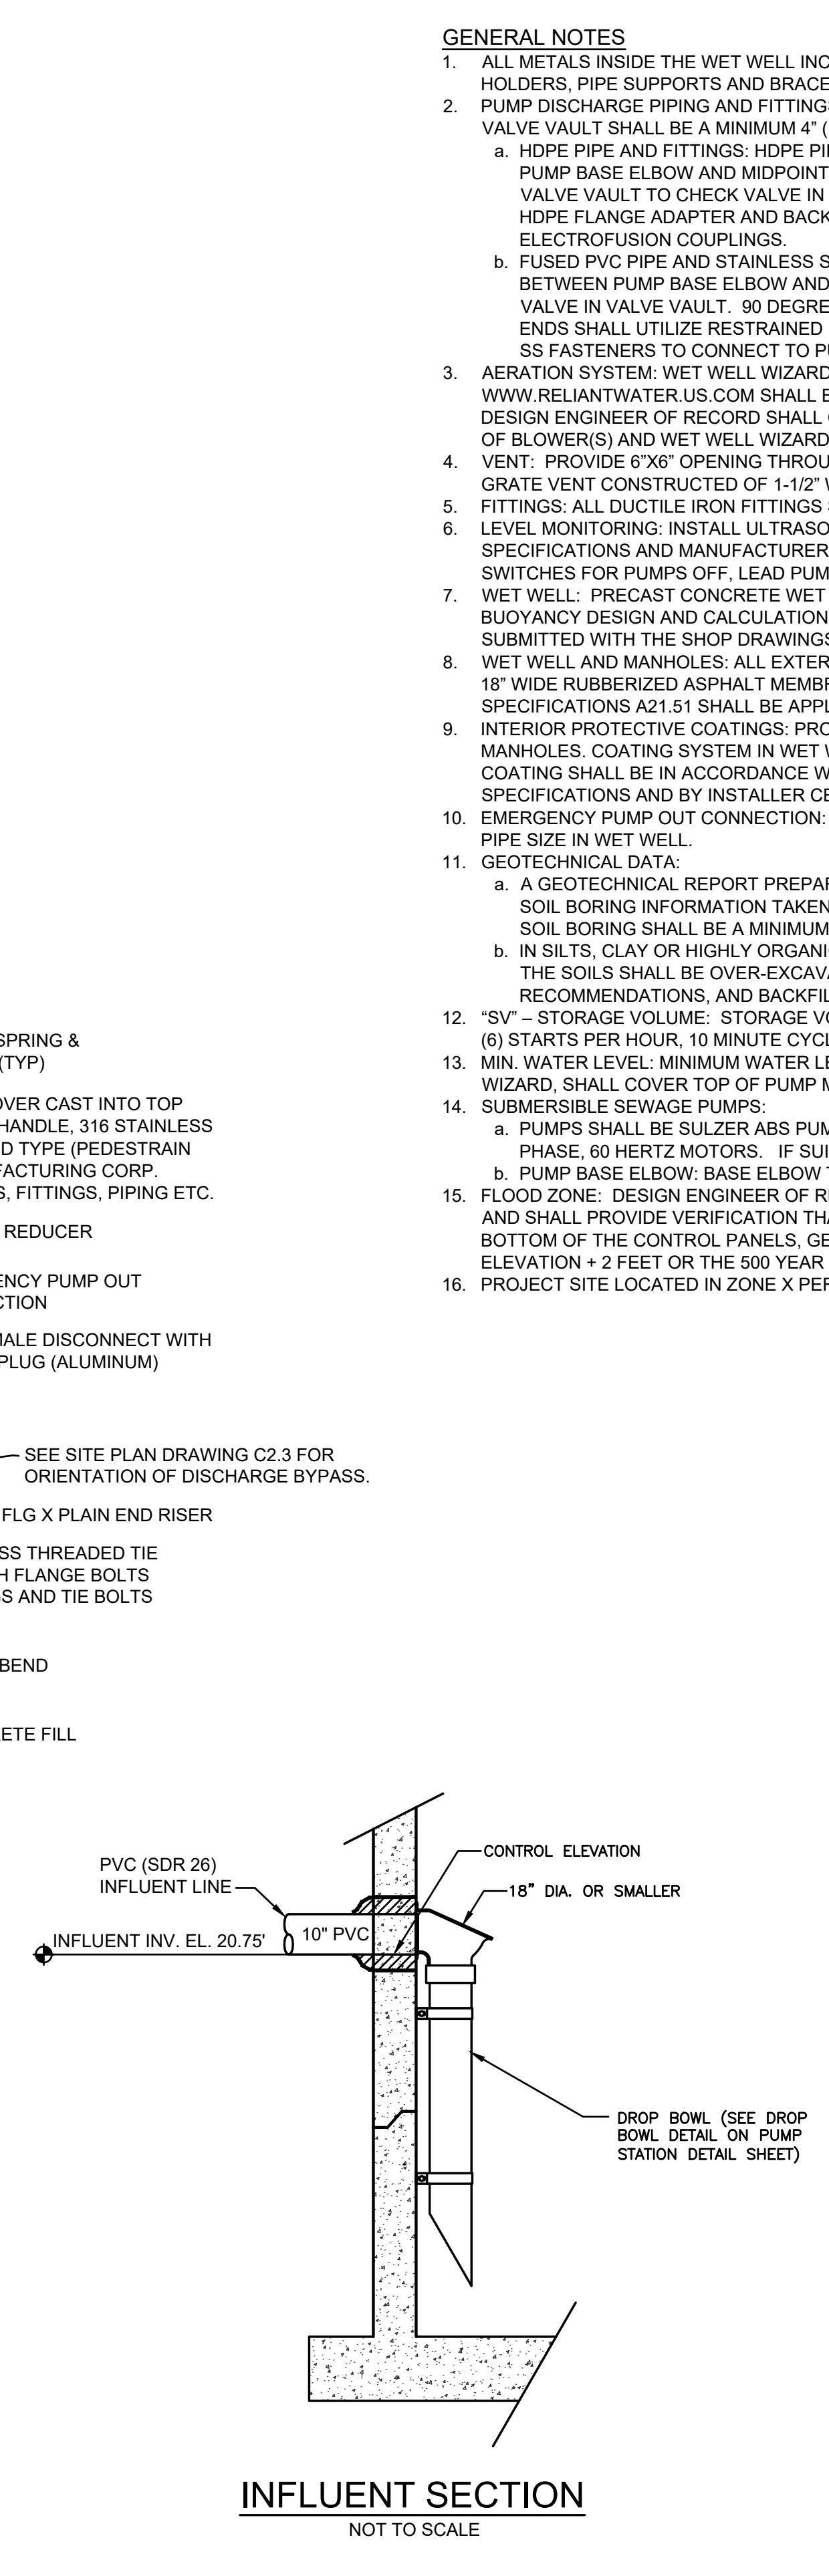 GENERAL NOTES
1. ALL METALS INSIDE THE WET WELL INC
HOLDERS, PIPE SUPPORTS AND BRACE
2. PUMP DISCHARGE PIPING AND FITTINGS
VALVE VAULT SHALL BE A MINIMUM 4” (
a. HDPE PIPE AND FITTINGS: HDPE PIP
PUMP BASE ELBOW AND MIDPOINT
VALVE VAULT TO CHECK VALVE IN
HDPE FLANGE ADAPTER AND BACK
ELECTROFUSION COUPLINGS.
b. FUSED PVC PIPE AND STAINLESS S
BETWEEN PUMP BASE ELBOW AND
VALVE IN VALVE VAULT. 90 DEGRE
ENDS SHALL UTILIZE RESTRAINED
SS FASTENERS TO CONNECT TO PU
3. AERATION SYSTEM: WET WELL WIZARD
WWW.RELIANTWATER.US.COM SHALL B
DESIGN ENGINEER OF RECORD SHALL
OF BLOWER(S) AND WET WELL WIZARD
4. VENT: PROVIDE 6”X6” OPENING THROU
GRATE VENT CONSTRUCTED OF 1-1/2” W
5. FITTINGS: ALL DUCTILE IRON FITTINGS
6. LEVEL MONITORING: INSTALL ULTRASO
SPECIFICATIONS AND MANUFACTURER
SWITCHES FOR PUMPS OFF, LEAD PUM
7. WET WELL: PRECAST CONCRETE WET
BUOYANCY DESIGN AND CALCULATION
SUBMITTED WITH THE SHOP DRAWINGS
8. WET WELL AND MANHOLES: ALL EXTER
18” WIDE RUBBERIZED ASPHALT MEMBR
SPECIFICATIONS A21.51 SHALL BE APPL
9. INTERIOR PROTECTIVE COATINGS: PRO
MANHOLES. COATING SYSTEM IN WET W
COATING SHALL BE IN ACCORDANCE W
SPECIFICATIONS AND BY INSTALLER CE
10. EMERGENCY PUMP OUT CONNECTION:
PIPE SIZE IN WET WELL.
11. GEOTECHNICAL DATA:
a. A GEOTECHNICAL REPORT PREPAR
SOIL BORING INFORMATION TAKEN
SOIL BORING SHALL BE A MINIMUM
b. IN SILTS, CLAY OR HIGHLY ORGANI
THE SOILS SHALL BE OVER-EXCAVA
RECOMMENDATIONS, AND BACKFIL
12. “SV” – STORAGE VOLUME: STORAGE VO
(6) STARTS PER HOUR, 10 MINUTE CYCL
13. MIN. WATER LEVEL: MINIMUM WATER LE
WIZARD, SHALL COVER TOP OF PUMP M
14. SUBMERSIBLE SEWAGE PUMPS:
a. PUMPS SHALL BE SULZER ABS PUM
PHASE, 60 HERTZ MOTORS. IF SUI
b. PUMP BASE ELBOW: BASE ELBOW T
15. FLOOD ZONE: DESIGN ENGINEER OF RE
AND SHALL PROVIDE VERIFICATION THA
BOTTOM OF THE CONTROL PANELS, GE
ELEVATION + 2 FEET OR THE 500 YEAR
16. PROJECT SITE LOCATED IN ZONE X PER
SPRING &
(TYP)
OVER CAST INTO TOP
HANDLE, 316 STAINLESS
D TYPE (PEDESTRAIN
FACTURING CORP.
S, FITTINGS, PIPING ETC.
REDUCER
ENCY PUMP OUT
CTION
MALE DISCONNECT WITH
PLUG (ALUMINUM)
SEE SITE PLAN DRAWING C2.3 FOR
ORIENTATION OF DISCHARGE BYPASS.
FLG X PLAIN END RISER
SS THREADED TIE
H FLANGE BOLTS
GS AND TIE BOLTS
BEND
ETE FILL
CONTROL ELEVATION
PVC (SDR 26)
INFLUENT LINE
18” DIA. OR SMALLER
10" PVC
INFLUENT INV. EL. 20.75'
DROP BOWL (SEE DROP
BOWL DETAIL ON PUMP
STATION DETAIL SHEET)
INFLUENT SECTION
NOT TO SCALE